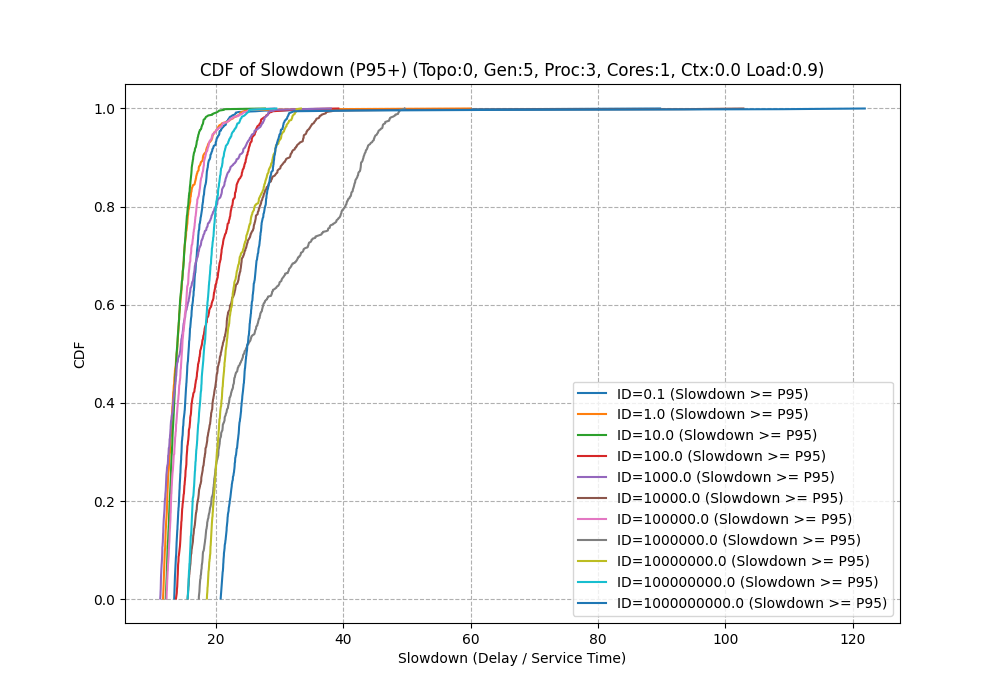 CDF of Slowdown (P95+) (Topo:0, Gen:5, Proc:3, Cores:1, Ctx:0.0 Load:0.9)
1.0
0.8
0.6
0.4
0.2
0.0
CDF
ID=0.1 (Slowdown >= P95)
ID=1.0 (Slowdown >= P95)
ID=10.0 (Slowdown >= P95)
ID=100.0 (Slowdown >= P95)
ID=1000.0 (Slowdown >= P95)
ID=10000.0 (Slowdown >= P95)
ID=100000.0 (Slowdown >= P95)
ID=1000000.0 (Slowdown >= P95)
ID=10000000.0 (Slowdown >= P95)
ID=100000000.0 (Slowdown >= P95)
ID=1000000000.0 (Slowdown >= P95)
20 40 60 80 100 120
Slowdown (Delay / Service Time)